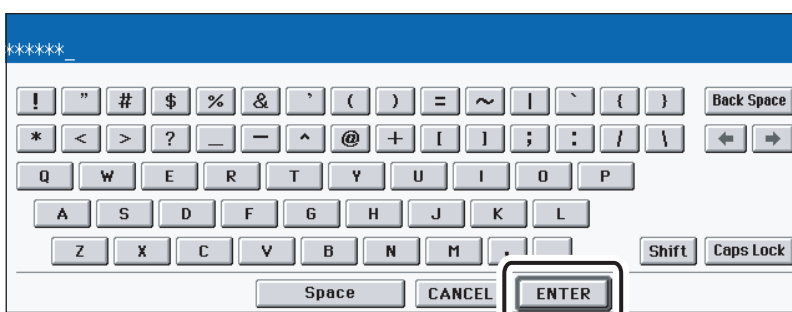 ******_
! " # $ % & ' ( ) = ~ | ` { } Back Space
* < > ? _ - ^ @ + [ ] ; : / \ ← →
Q W E R T Y U I O P
A S D F G H J K L
Z X C V B N M , . Shift Caps Lock
Space CANCEL ENTER